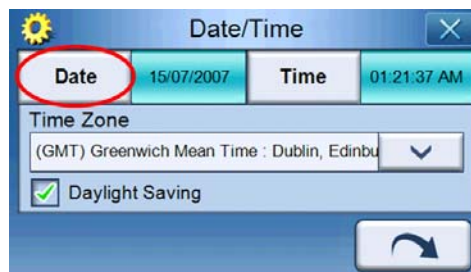 Date/Time
Date 15/07/2007 Time 01:21:37 AM
Time Zone
(GMT) Greenwich Mean Time : Dublin, Edinbu
Daylight Saving